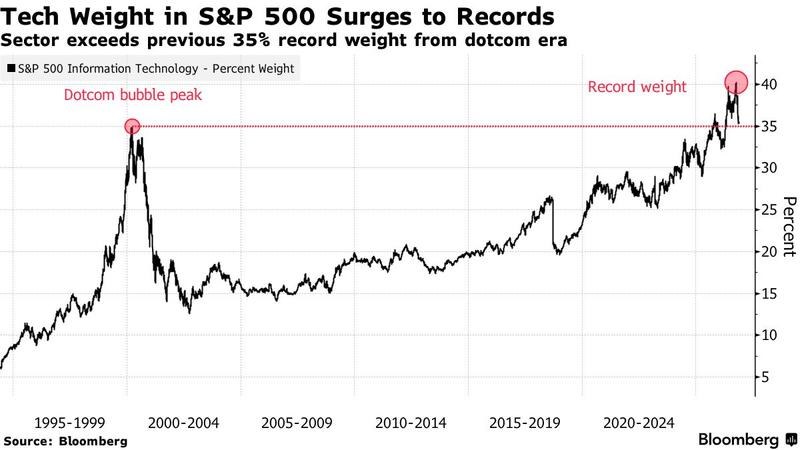 Tech Weight in S&P 500 Surges to Records
Sector exceeds previous 35% record weight from dotcom era
S&P 500 Information Technology - Percent Weight
Dotcom bubble peak
Record weight
40
35
30
25
20
15
10
5
Percent
1995-1999 2000-2004 2005-2009 2010-2014 2015-2019 2020-2024
Source: Bloomberg
Bloomberg